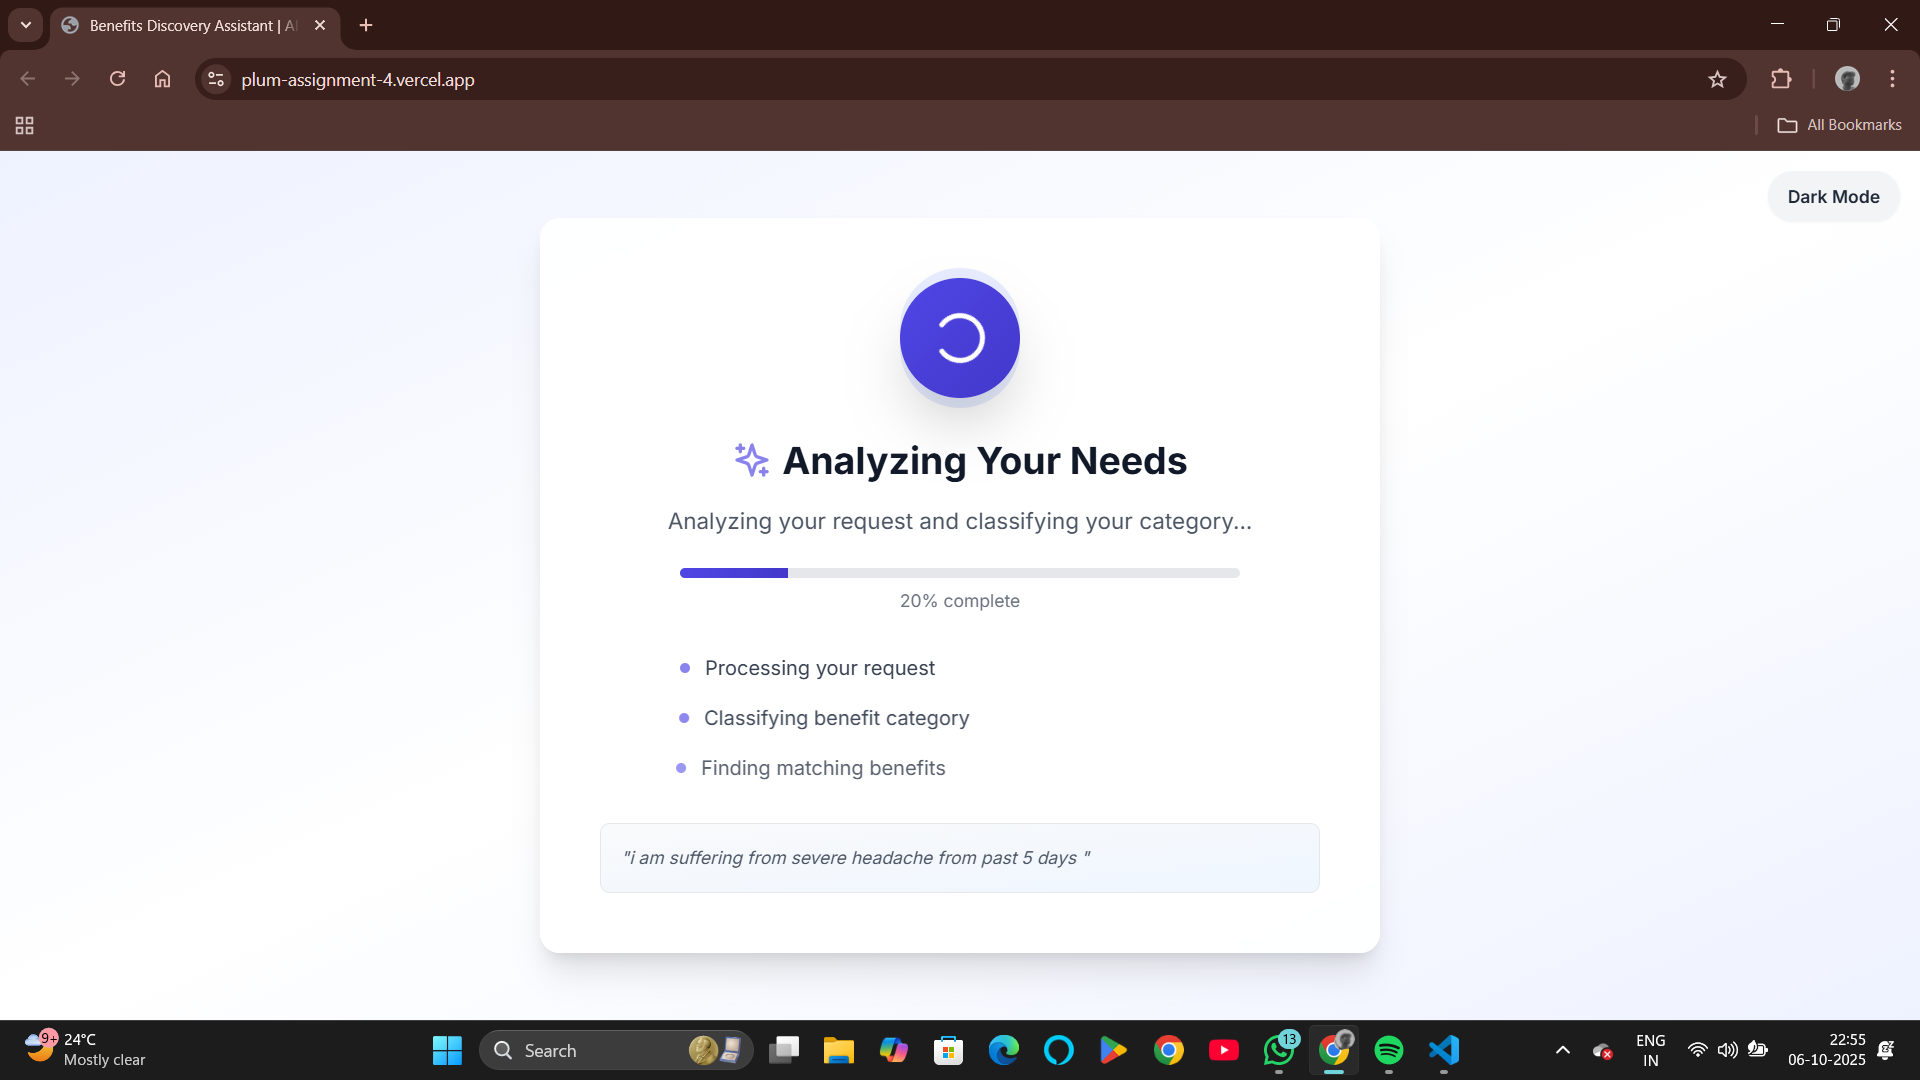 Benefits Discovery Assistant | AI
plum-assignment-4.vercel.app
All Bookmarks
Dark Mode
Analyzing Your Needs
Analyzing your request and classifying your category...
20% complete
Processing your request
Classifying benefit category
Finding matching benefits
"i am suffering from severe headache from past 5 days "
9+
24°C
Mostly clear
Search
13
ENG
IN
22:55
06-10-2025